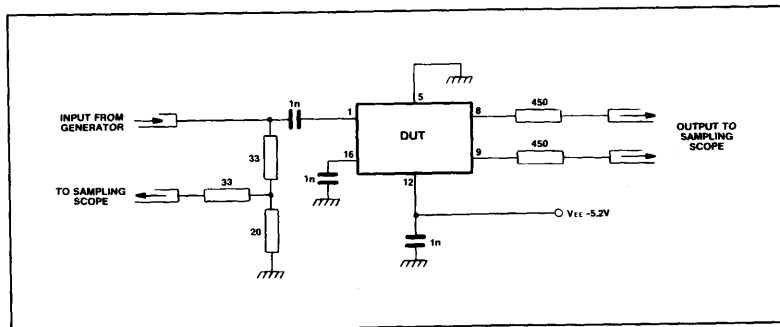 INPUT FROM
GENERATOR
1n
1
5
8
450
DUT
OUTPUT TO
SAMPLING
SCOPE
33
16
9
450
1n
12
TO SAMPLING
SCOPE
33
20
VEE -5.2V
1n